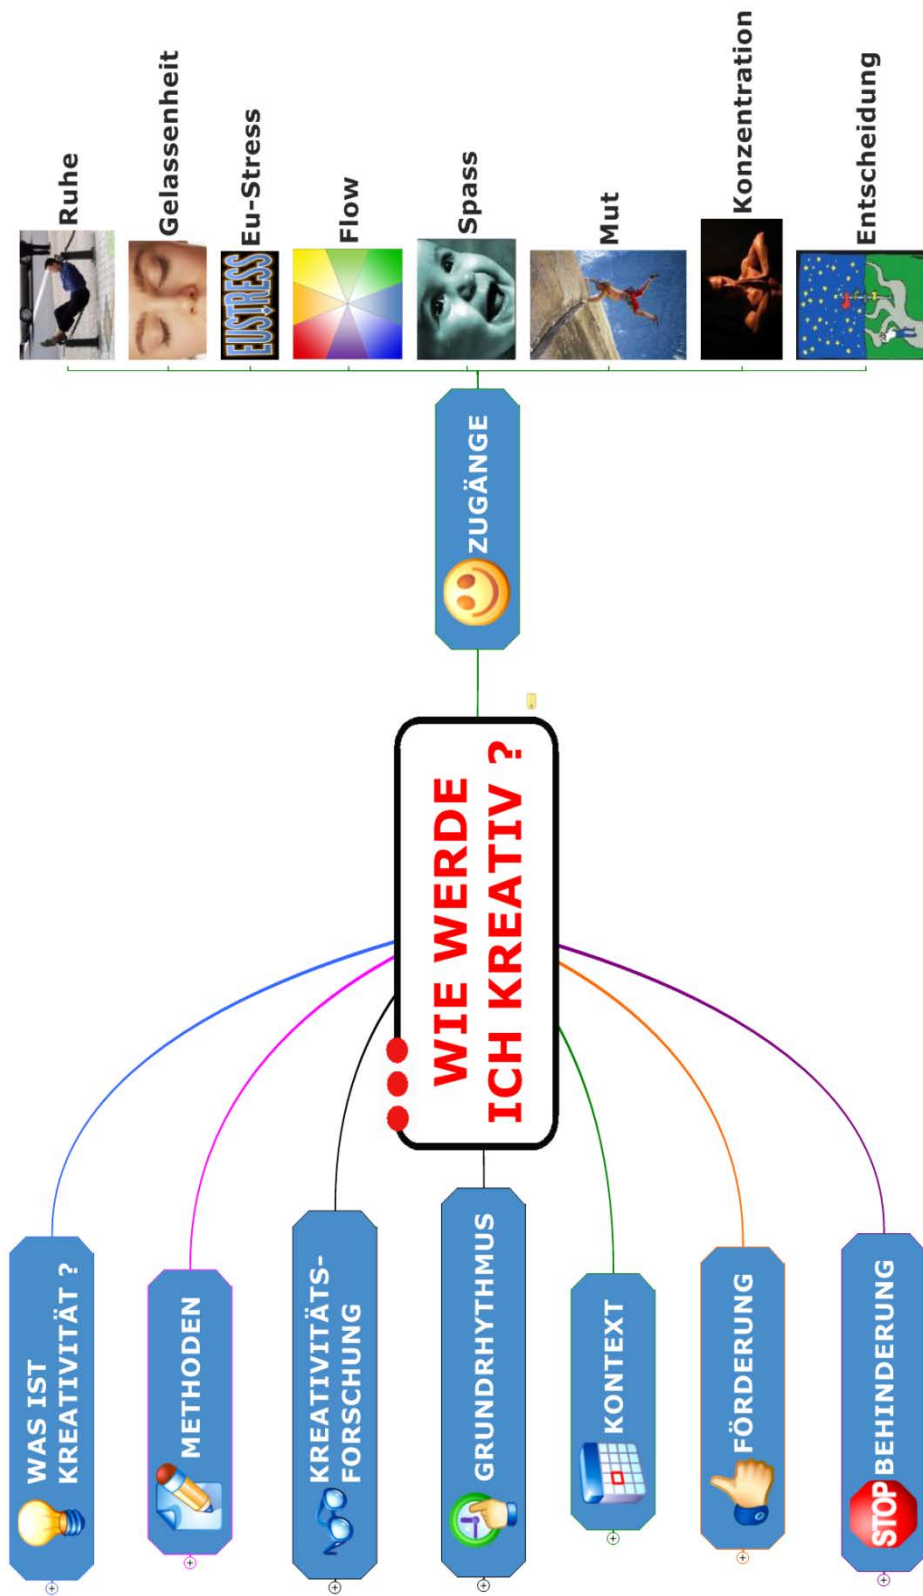 WIE WERDE
ICH KREATIV ?
WAS IST
KREATIVITÄT ?
METHODEN
KREATIVITÄTS-
FORSCHUNG
GRUNDRHYTHMUS
KONTEXT
FÖRDERUNG
STOP
BEHINDERUNG
ZUGÄNGE
Ruhe
Gelassenheit
EUSTRESS
Eu-Stress
Flow
Spass
Mut
Konzentration
Entscheidung